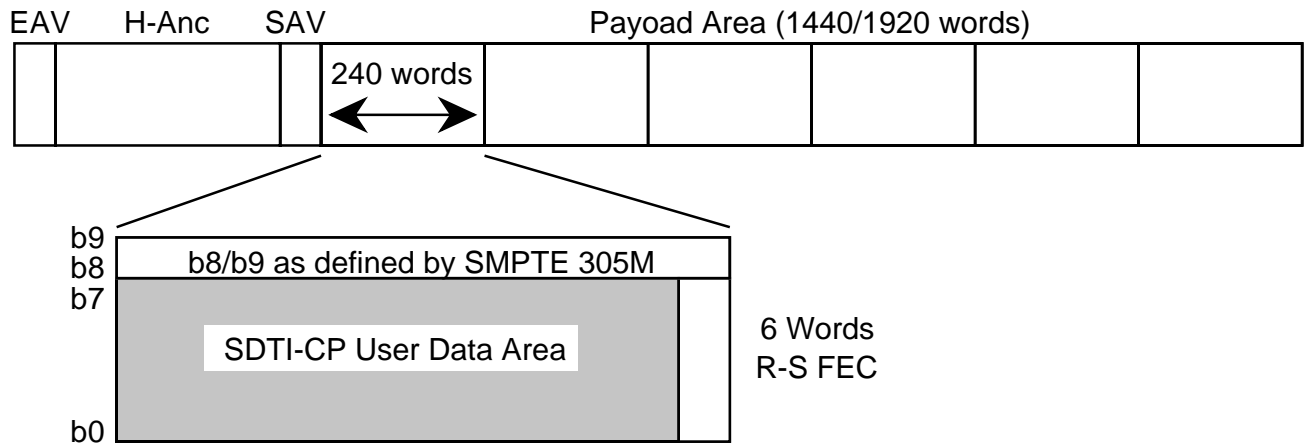 EAV H-Anc SAV Payoad Area (1440/1920 words)
240 words
b9
b8 b8/b9 as defined by SMPTE 305M
b7
SDTI-CP User Data Area
6 Words
R-S FEC
b0